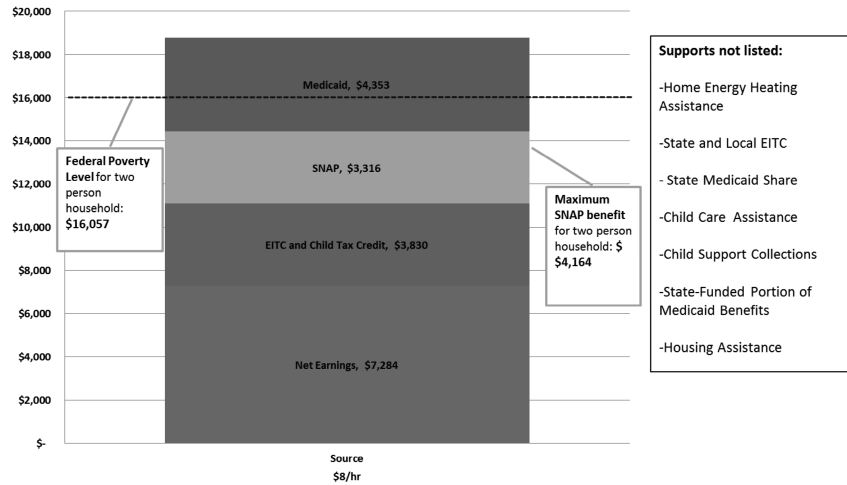 $20,000
$18,000
$16,000
$14,000
$12,000
$10,000
$8,000
$6,000
$4,000
$2,000
$-
Medicaid, $4,353
SNAP, $3,316
EITC and Child Tax Credit, $3,830
Net Earnings, $7,284
Source
$8/hr
Federal Poverty
Level for two
person
household:
$16,057
Maximum
SNAP benefit
for two person
household: $
$4,164
Supports not listed:
-Home Energy Heating
Assistance
-State and Local EITC
- State Medicaid Share
-Child Care Assistance
-Child Support Collections
-State-Funded Portion of
Medicaid Benefits
-Housing Assistance